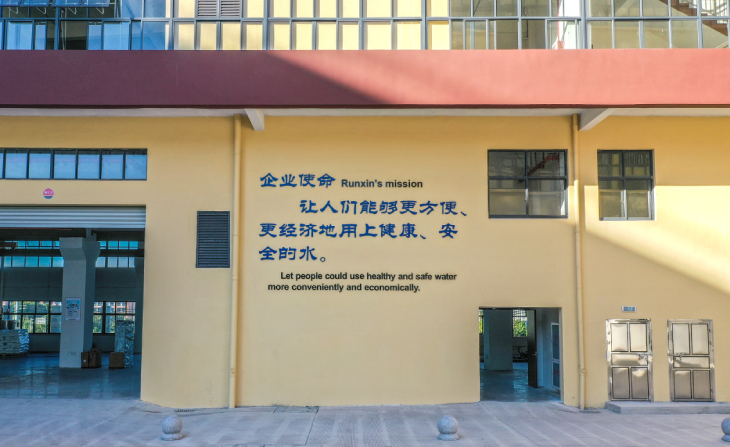 企业使命 Runxin's mission
让人们能够更方便、
更经济地用上健康、安
全的水。
Let people could use healthy and safe water
more conveniently and economically.